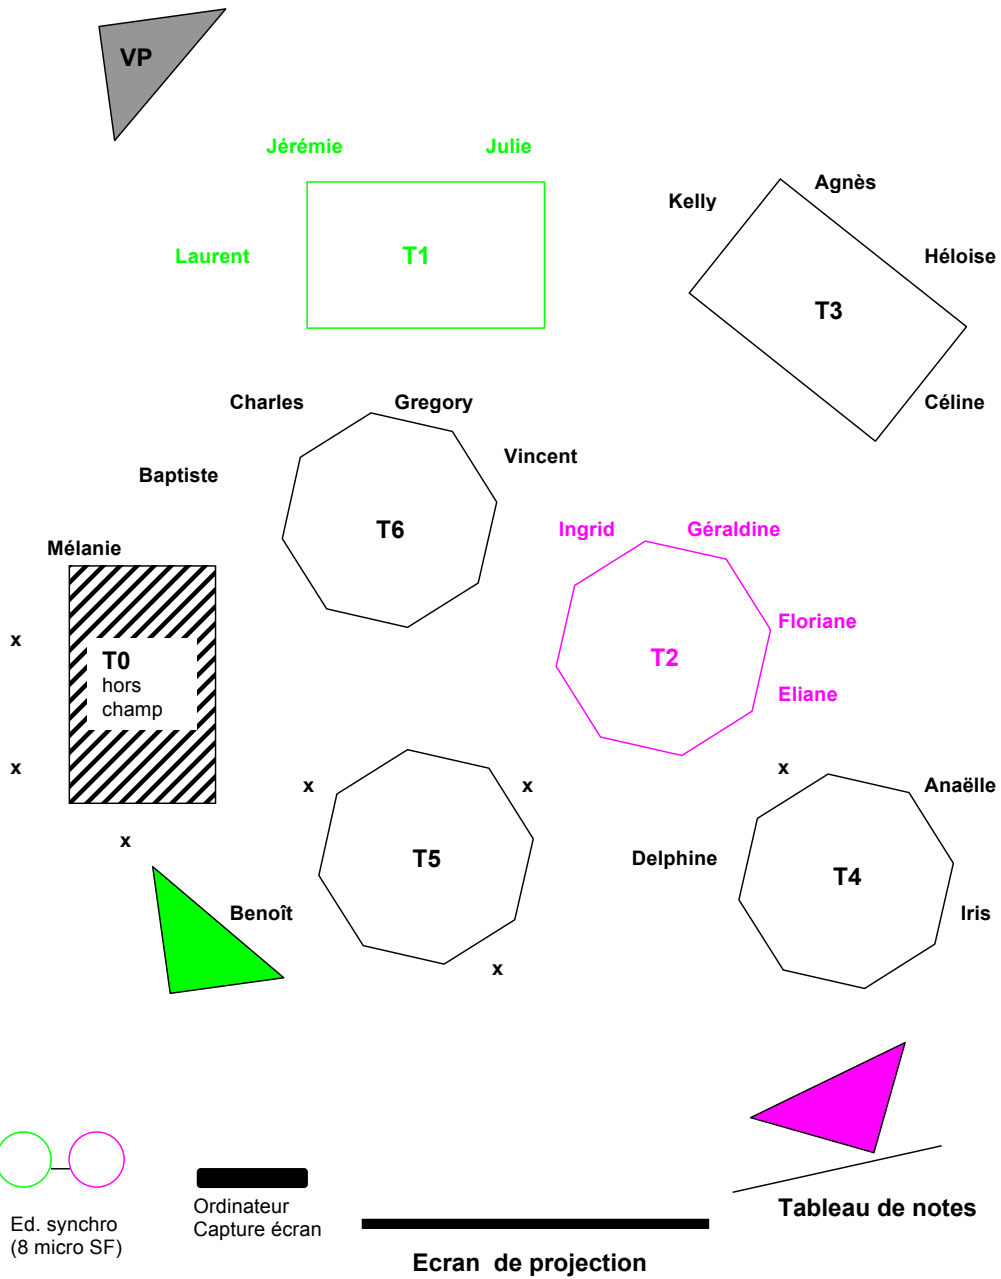 VP
Jérémie
Julie
Agnès
Kelly
Laurent
T1
Héloise
T3
Charles
Gregory
Céline
Vincent
Baptiste
T6
Ingrid
Géraldine
Mélanie
Floriane
x
T0
hors
champ
T2
Eliane
x
x
x
x
Anaëlle
x
T5
Delphine
T4
Benoît
Iris
x
Ed. synchro
(8 micro SF)
Ordinateur
Capture écran
Tableau de notes
Ecran de projection